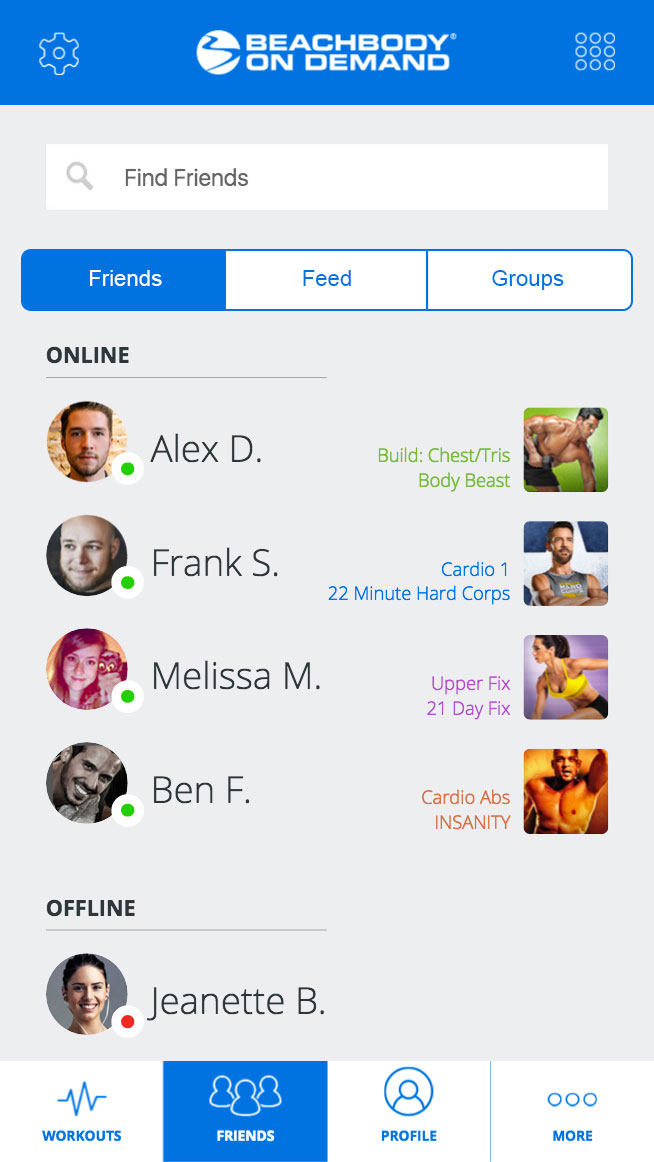 BEACHBODY®
ON DEMAND
Find Friends
Friends
Feed
Groups
ONLINE
Alex D.
Build: Chest/Tris
Body Beast
Frank S.
Cardio 1
22 Minute Hard Corps
Melissa M.
Upper Fix
21 Day Fix
Ben F.
Cardio Abs
INSANITY
OFFLINE
Jeanette B.
WORKOUTS
FRIENDS
PROFILE
MORE